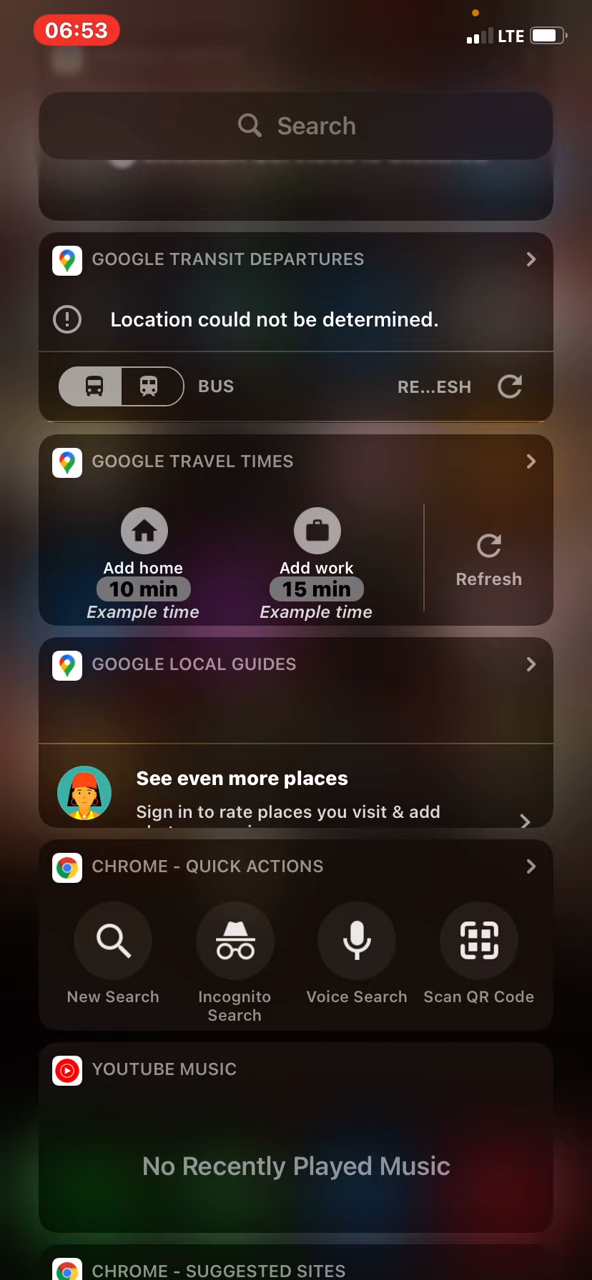 06:53
LTE
Search
GOOGLE TRANSIT DEPARTURES
Location could not be determined.
BUS
RE...ESH
GOOGLE TRAVEL TIMES
Add home
10 min
Example time
Add work
15 min
Example time
Refresh
GOOGLE LOCAL GUIDES
See even more places
Sign in to rate places you visit & add
CHROME - QUICK ACTIONS
New Search
Incognito
Search
Voice Search
Scan QR Code
YOUTUBE MUSIC
No Recently Played Music
CHROME - SUGGESTED SITES